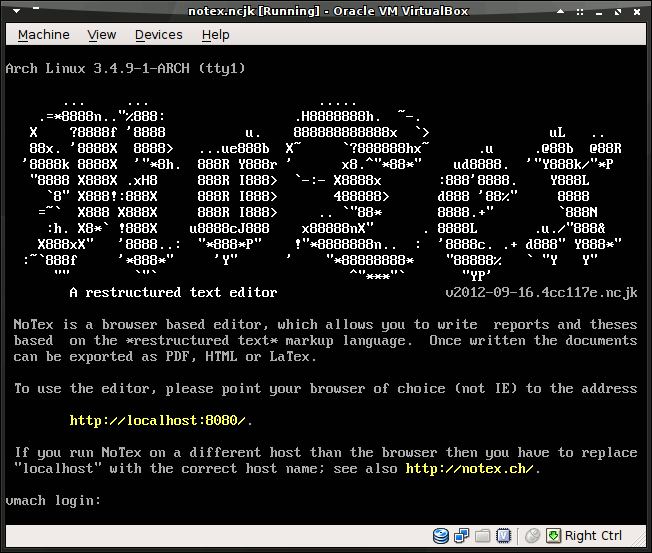 notex.ncjk [Running] - Oracle VM VirtualBox
Machine View Devices Help
Arch Linux 3.4.9-1-ARCH (tty1)
NoTeX
A restructured text editor v2012-09-16.4cc117e.ncjk
NoTex is a browser based editor, which allows you to write reports and theses
based on the *restructured text* markup language. Once written the documents
can be exported as PDF, HTML or LaTex.
To use the editor, please point your browser of choice (not IE) to the address
http://localhost:8080/.
If you run NoTex on a different host than the browser then you have to replace
"localhost" with the correct host name; see also http://notex.ch/.
vmach login:
Right Ctrl